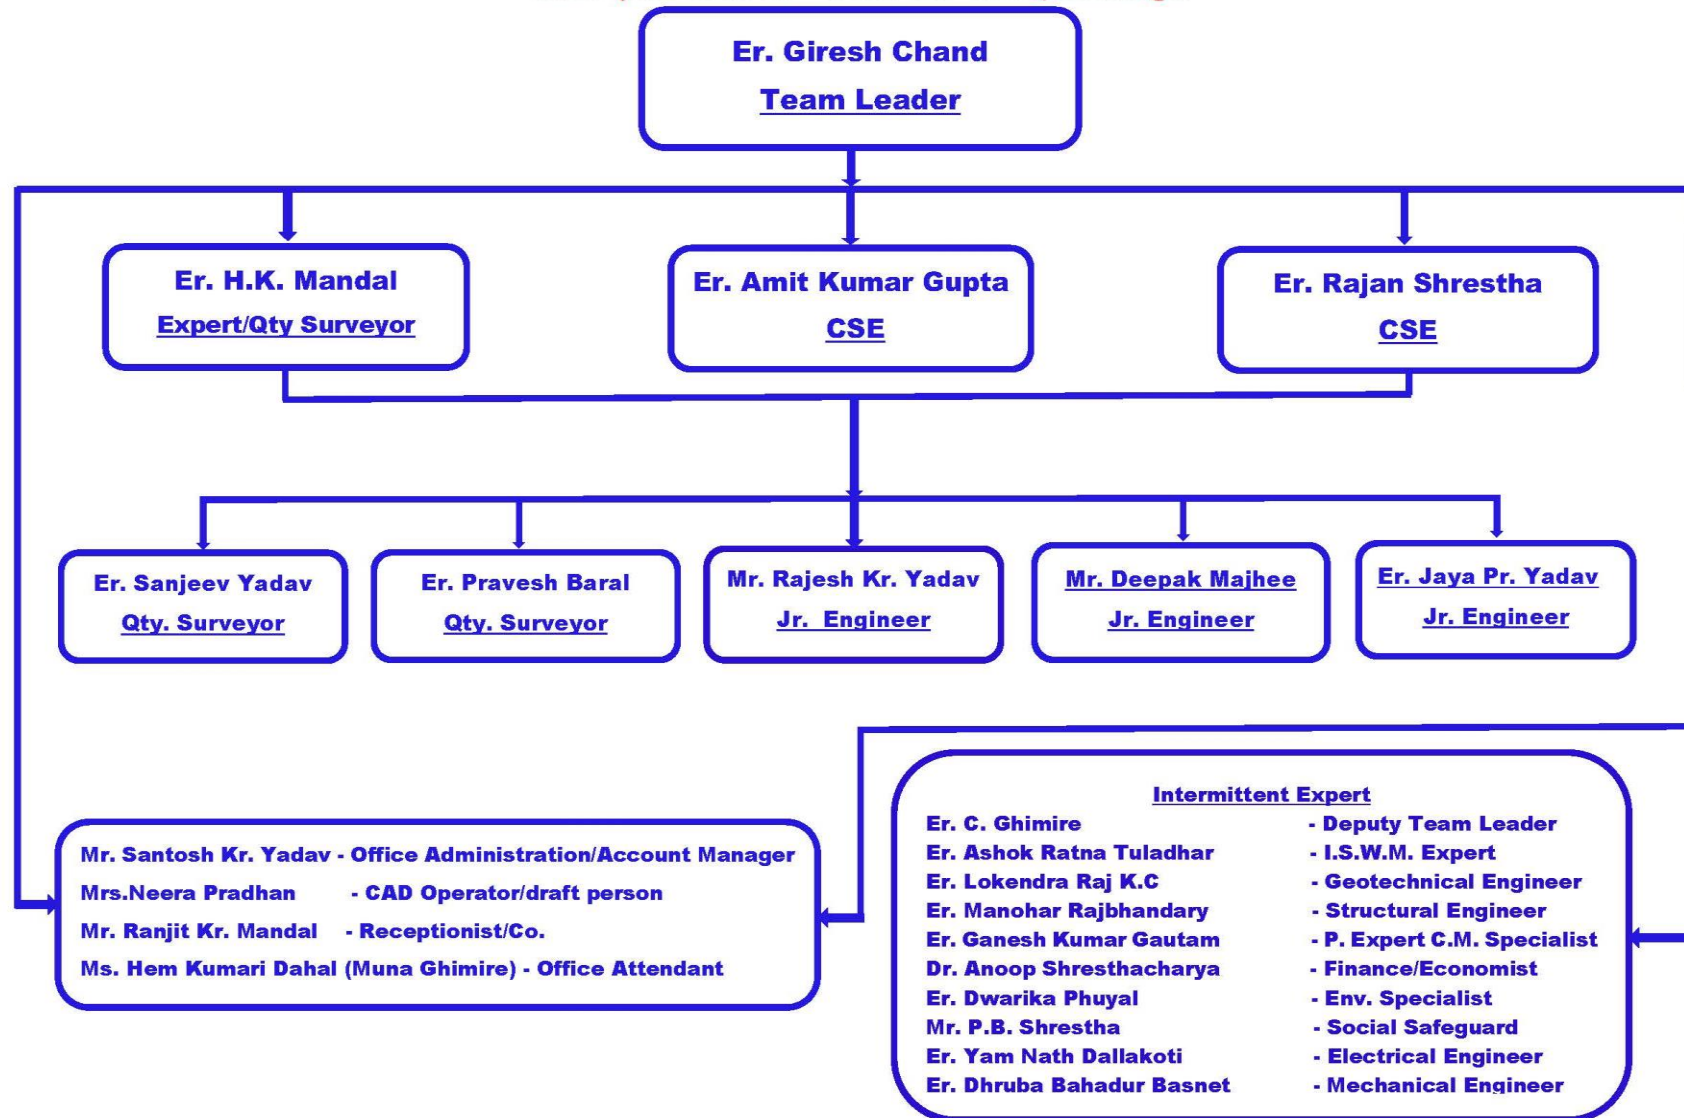 Er. Giresh Chand
Team Leader
Er. H.K. Mandal
Expert/Qty Surveyor
Er. Amit Kumar Gupta
CSE
Er. Rajan Shrestha
CSE
Er. Sanjeev Yadav
Qty. Surveyor
Er. Pravesh Baral
Qty. Surveyor
Mr. Rajesh Kr. Yadav
Jr. Engineer
Mr. Deepak Majhee
Jr. Engineer
Er. Jaya Pr. Yadav
Jr. Engineer
Mr. Santosh Kr. Yadav - Office Administration/Account Manager
Mrs.Neera Pradhan - CAD Operator/draft person
Mr. Ranjit Kr. Mandal - Receptionist/Co.
Ms. Hem Kumari Dahal (Muna Ghimire) - Office Attendant
Intermittent Expert
Er. C. Ghimire - Deputy Team Leader
Er. Ashok Ratna Tuladhar - I.S.W.M. Expert
Er. Lokendra Raj K.C - Geotechnical Engineer
Er. Manohar Rajbhandary - Structural Engineer
Er. Ganesh Kumar Gautam - P. Expert C.M. Specialist
Dr. Anoop Shresthacharya - Finance/Economist
Er. Dwarika Phuyal - Env. Specialist
Mr. P.B. Shrestha - Social Safeguard
Er. Yam Nath Dallakoti - Electrical Engineer
Er. Dhruba Bahadur Basnet - Mechanical Engineer